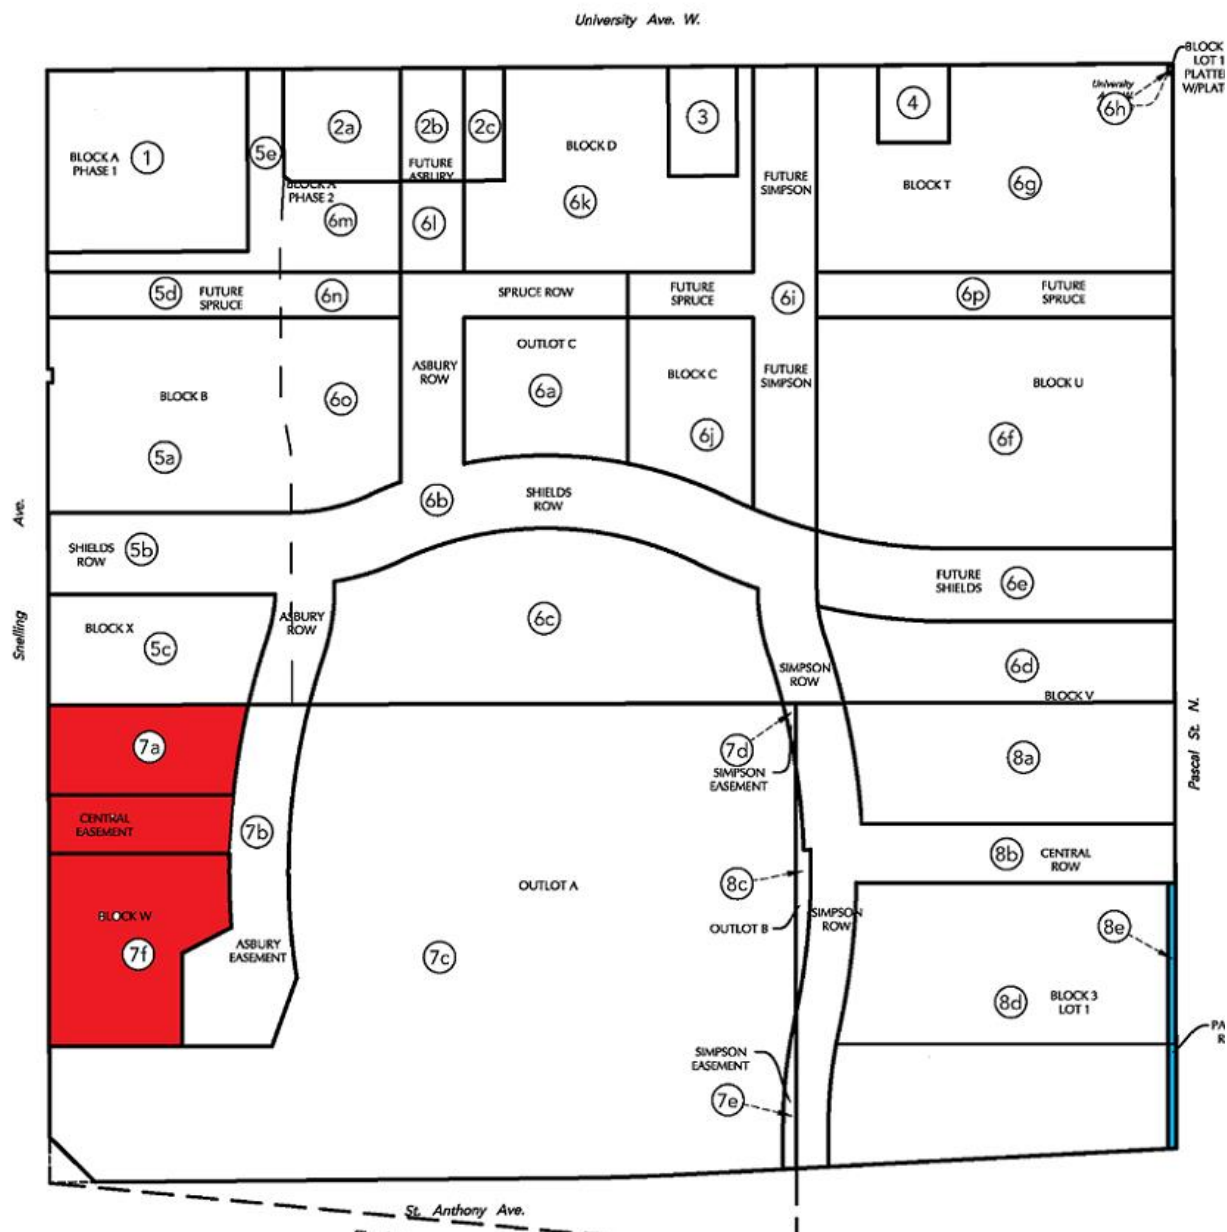 University Ave. W.
BLOCK
LOT 1
PLATTE
W/PLAT
University
6h
BLOCK A
PHASE 1
1
5e
2a
2b
2c
FUTURE
ASBURY
BLOCK D
3
4
BLOCK A
PHASE 2
6m
6l
6k
FUTURE
SIMPSON
BLOCK T
6g
5d
FUTURE
SPRUCE
6n
SPRUCE ROW
FUTURE
SPRUCE
6i
6p
FUTURE
SPRUCE
BLOCK B
5a
6o
ASBURY
ROW
OUTLOT C
6a
BLOCK C
6j
FUTURE
SIMPSON
BLOCK U
6f
Snelling Ave.
SHIELDS
ROW
5b
6b
SHIELDS
ROW
FUTURE
SHIELDS
6e
BLOCK X
5c
ASBURY
ROW
6c
SIMPSON
ROW
6d
BLOCK V
Pascal St. N.
7a
7d
SIMPSON
EASEMENT
8a
CENTRAL
EASEMENT
7b
8b
CENTRAL
ROW
OUTLOT A
8c
OUTLOT B
SIMPSON
ROW
BLOCK W
7f
ASBURY
EASEMENT
7c
8e
8d
BLOCK 3
LOT 1
PA
R
SIMPSON
EASEMENT
7e
St. Anthony Ave.